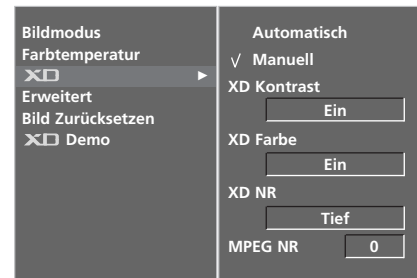 Bildmodus
Farbtemperatur
XD
Erweitert
Bild Zurücksetzen
XD Demo
Automatisch
√ Manuell
XD Kontrast
Ein
XD Farbe
Ein
XD NR
Tief
MPEG NR 0